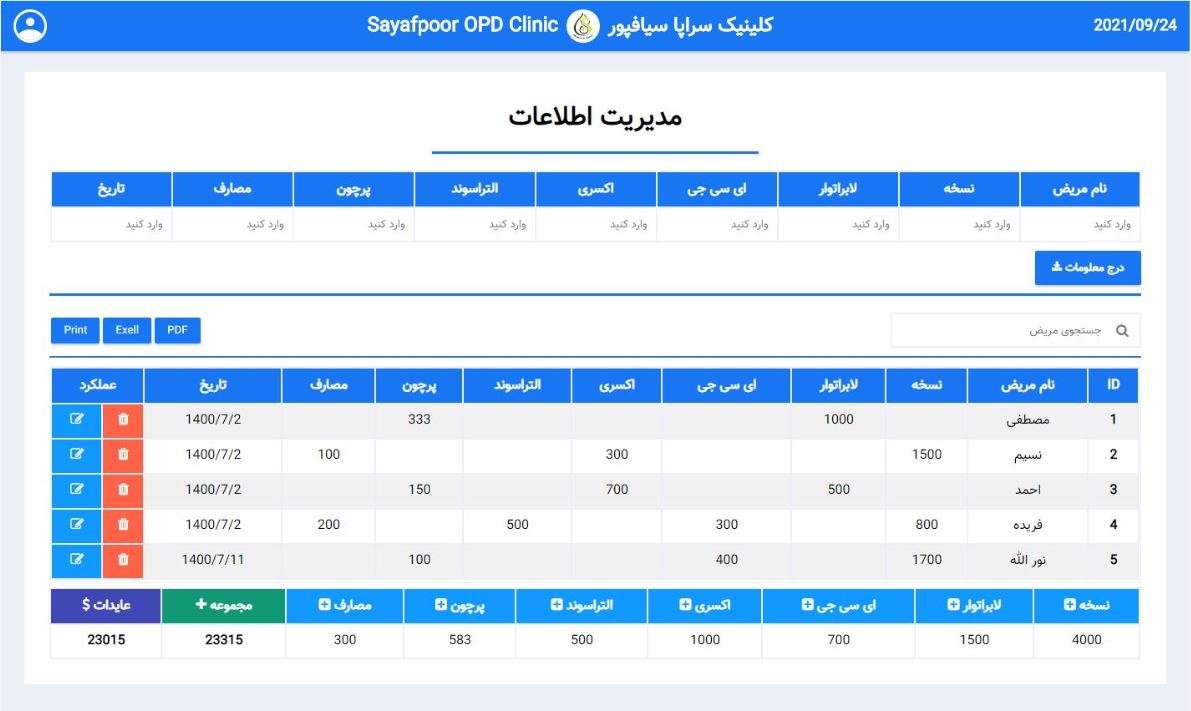 2021/09/24
کلینیک سراپا سیافپور Sayafpoor OPD Clinic
مدیریت اطلاعات
نام مریض نسخه لابراتوار ای سی جی اکسری التراسوند پرچون مصارف تاریخ
وارد کنید وارد کنید وارد کنید وارد کنید وارد کنید وارد کنید وارد کنید وارد کنید وارد کنید
درج معلومات
جستجوی مریض
Print Exell PDF
ID نام مریض نسخه لابراتوار ای سی جی اکسری التراسوند پرچون مصارف تاریخ عملکرد
1 مصطفی 1000 333 1400/7/2
2 نسیم 1500 300 100 1400/7/2
3 احمد 500 700 150 1400/7/2
4 فریده 800 300 500 200 1400/7/2
5 نور الله 1700 400 100 1400/7/11
نسخه لابراتوار ای سی جی اکسری التراسوند پرچون مصارف مجموعه + عایدات $
4000 1500 700 1000 500 583 300 23315 23015